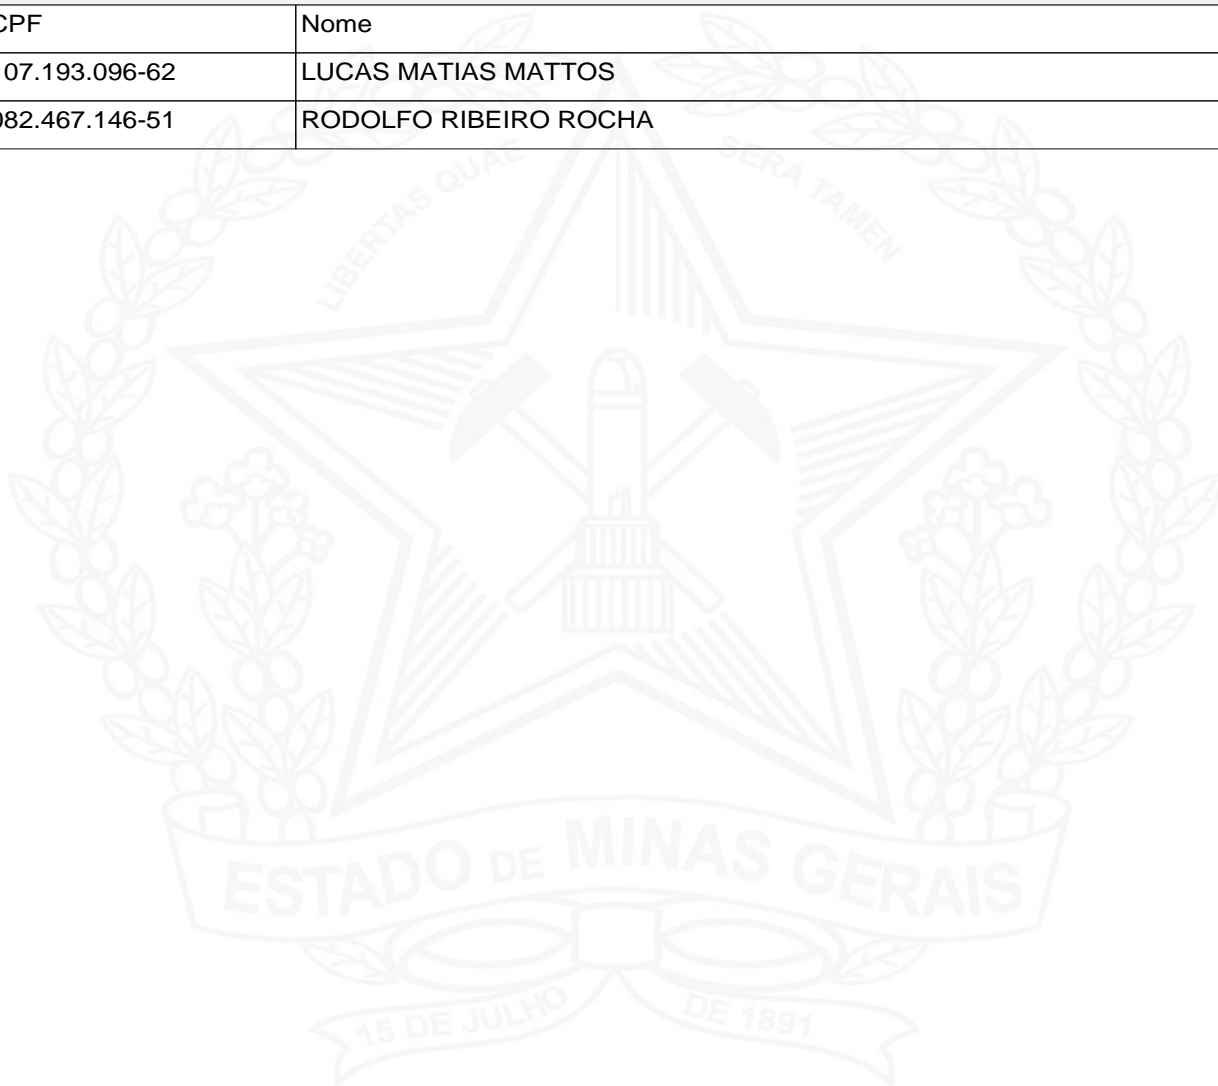 CPF Nome
07.193.096-62 LUCAS MATIAS MATTOS
082.467.146-51 RODOLFO RIBEIRO ROCHA
LIBERTAS QUAE SERA TAMEN
ESTADO DE MINAS GERAIS
15 DE JULHO DE 1891